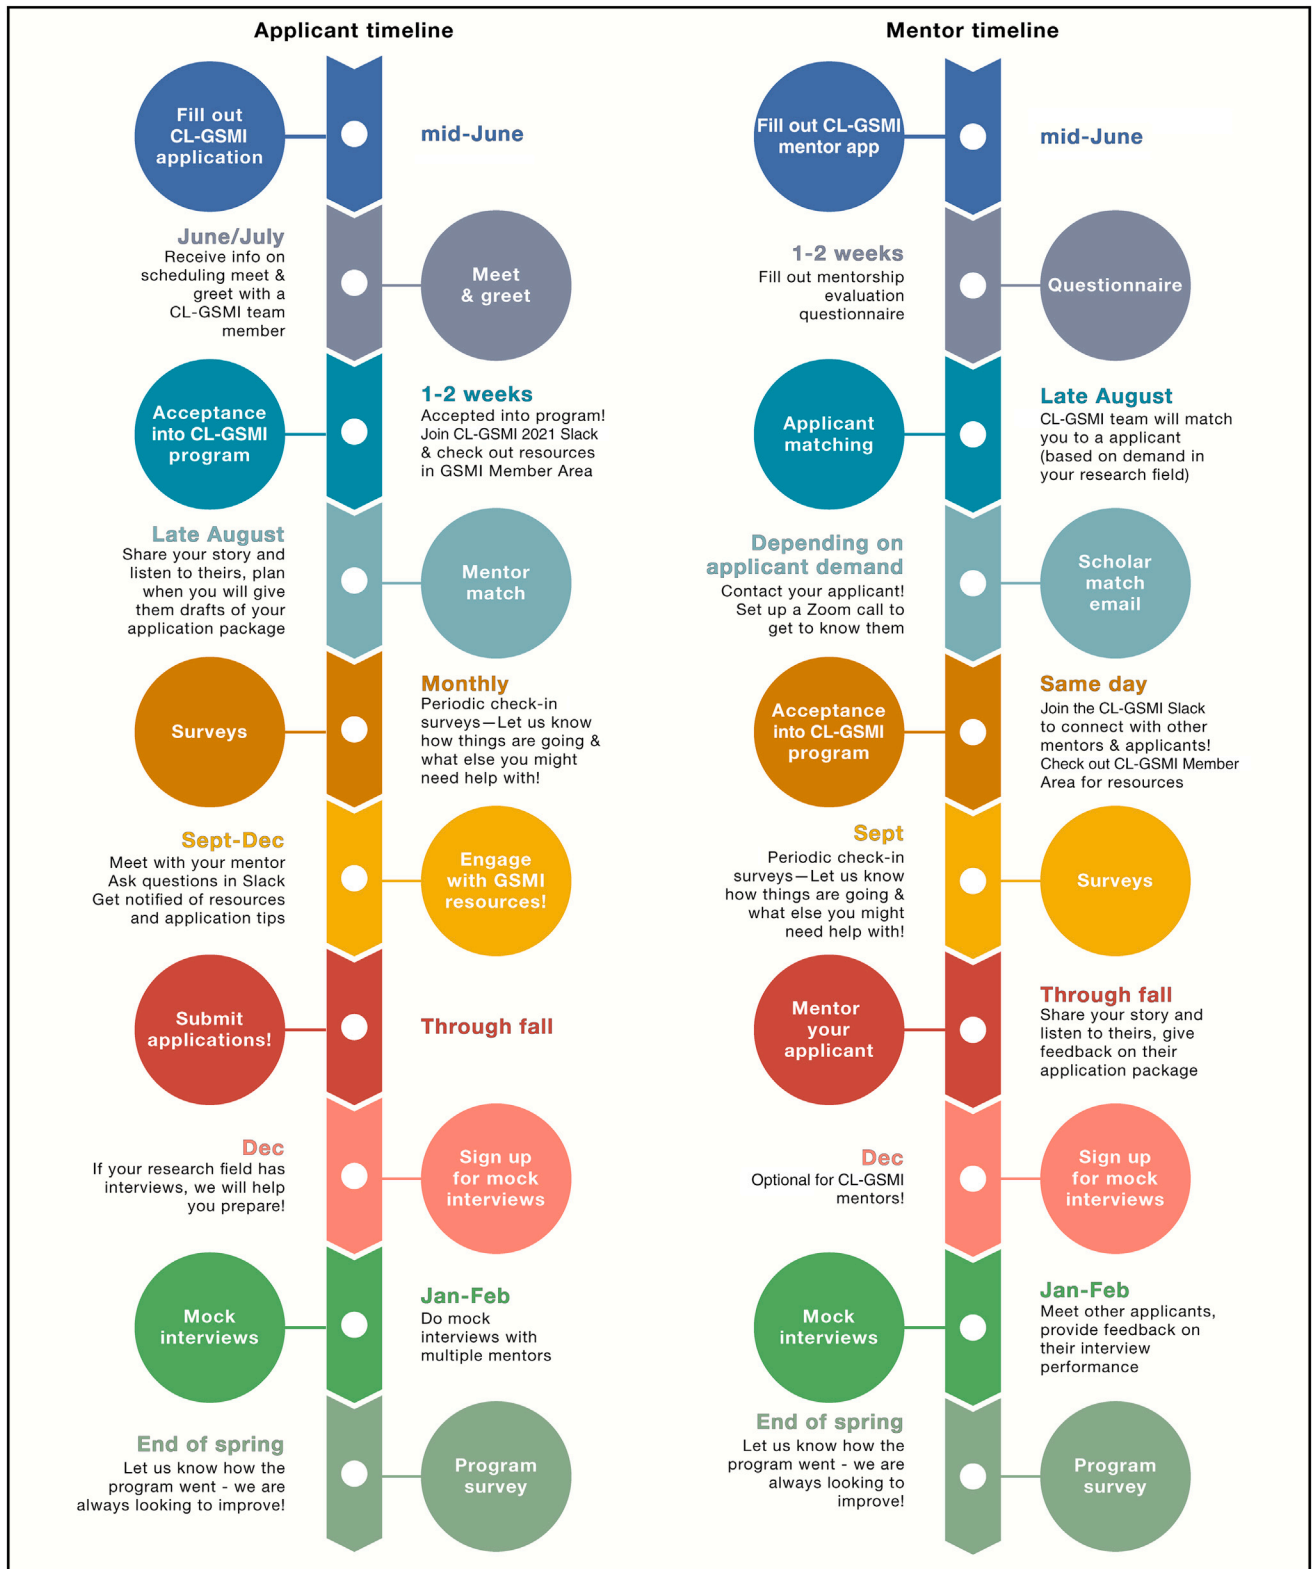 Applicant timeline
Fill out
CL-GSMI
application
mid-June
June/July
Receive info on
scheduling meet &
greet with a
CL-GSMI team
member
Meet
& greet
Acceptance
into CL-GSMI
program
1-2 weeks
Accepted into program!
Join CL-GSMI 2021 Slack
& check out resources
in GSMI Member Area
Late August
Share your story and
listen to theirs, plan
when you will give
them drafts of your
application package
Mentor
match
Surveys
Monthly
Periodic check-in
surveys—Let us know
how things are going &
what else you might
need help with!
Sept-Dec
Meet with your mentor
Ask questions in Slack
Get notified of resources
and application tips
Engage
with GSMI
resources!
Submit
applications!
Through fall
Dec
If your research field has
interviews, we will help
you prepare!
Sign up
for mock
interviews
Mock
interviews
Jan-Feb
Do mock
interviews with
multiple mentors
End of spring
Let us know how the
program went - we are
always looking to improve!
Program
survey
Mentor timeline
Fill out CL-GSMI
mentor app
mid-June
1-2 weeks
Fill out mentorship
evaluation
questionnaire
Questionnaire
Applicant
matching
Late August
CL-GSMI team will match
you to a applicant
(based on demand in
your research field)
Depending on
applicant demand
Contact your applicant!
Set up a Zoom call to
get to know them
Scholar
match
email
Acceptance
into CL-GSMI
program
Same day
Join the CL-GSMI Slack
to connect with other
mentors & applicants!
Check out CL-GSMI Member
Area for resources
Sept
Periodic check-in
surveys—Let us know
how things are going &
what else you might
need help with!
Surveys
Mentor
your
applicant
Through fall
Share your story and
listen to theirs, give
feedback on their
application package
Dec
Optional for CL-GSMI
mentors!
Sign up
for mock
interviews
Mock
interviews
Jan-Feb
Meet other applicants,
provide feedback on
their interview
performance
End of spring
Let us know how the
program went - we are
always looking to
improve!
Program
survey